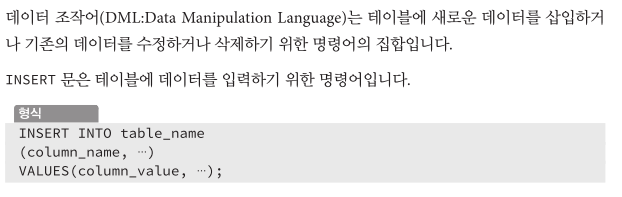 데이터 조작어(DML:Data Manipulation Language)는 테이블에 새로운 데이터를 삽입하거
나 기존의 데이터를 수정하거나 삭제하기 위한 명령어의 집합입니다.
INSERT 문은 테이블에 데이터를 입력하기 위한 명령어입니다.
형식
INSERT INTO table_name
(column_name, …)
VALUES(column_value, …);